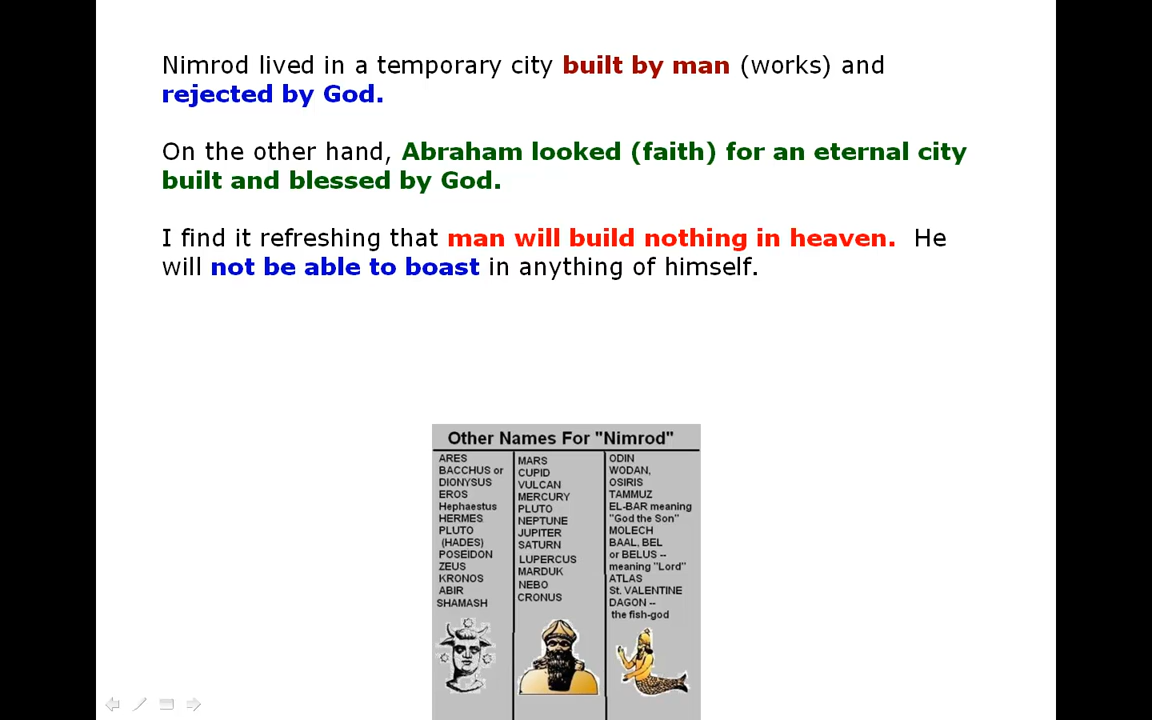 Nimrod lived in a temporary city built by man (works) and
rejected by God.
On the other hand, Abraham looked (faith) for an eternal city
built and blessed by God.
I find it refreshing that man will build nothing in heaven. He
will not be able to boast in anything of himself.
Other Names For "Nimrod"
ARES
BACCHUS or
DIONYSUS
EROS
Hephaestus
HERMES
PLUTO
(HADES)
POSEIDON
ZEUS
KRONOS
ABIR
SHAMASH
MARS
CUPID
VULCAN
MERCURY
PLUTO
NEPTUNE
JUPITER
SATURN
LUPERCUS
MARDUK
NEBO
CRONUS
ODIN
WODAN,
OSIRIS
TAMMUZ
EL-BAR meaning
"God the Son"
MOLECH
BAAL, BEL
or BELUS --
meaning "Lord"
ATLAS
St. VALENTINE
DAGON --
the fish-god